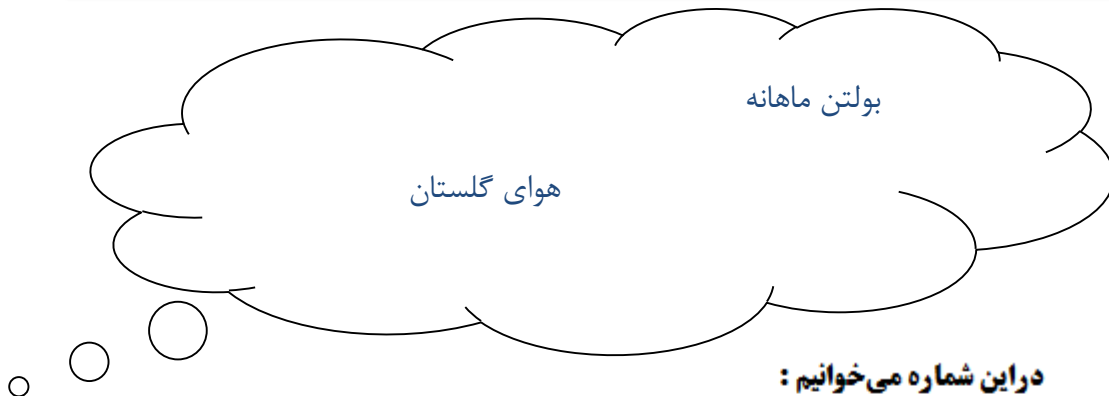 بولتن ماهانه
هوای گلستان
دراین شماره می‌خوانیم :